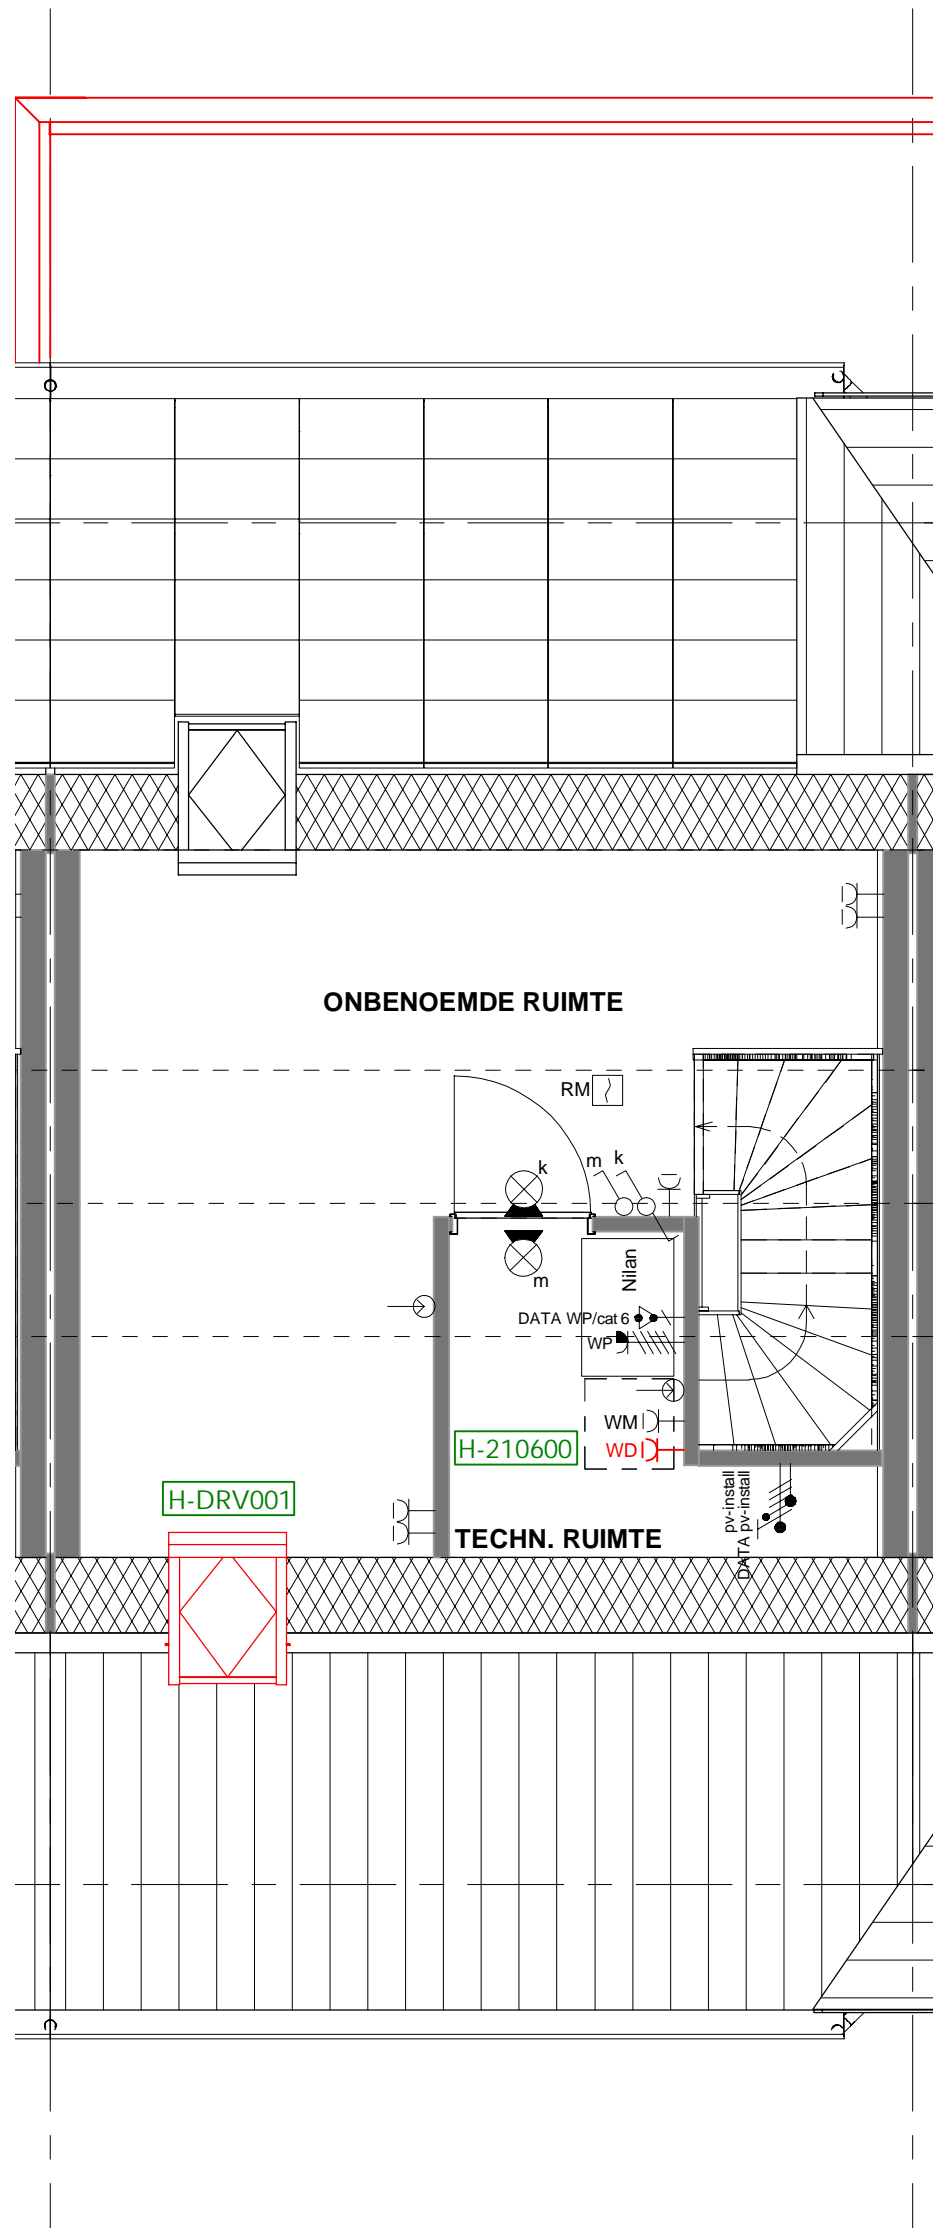 ONBENOEMDE RUIMTE
RM
k
m k
m
Nilan
DATA WP/cat 6
WP
WM
H-210600
WD
H-DRV001
pv-install
DATA pv-install
TECHN. RUIMTE